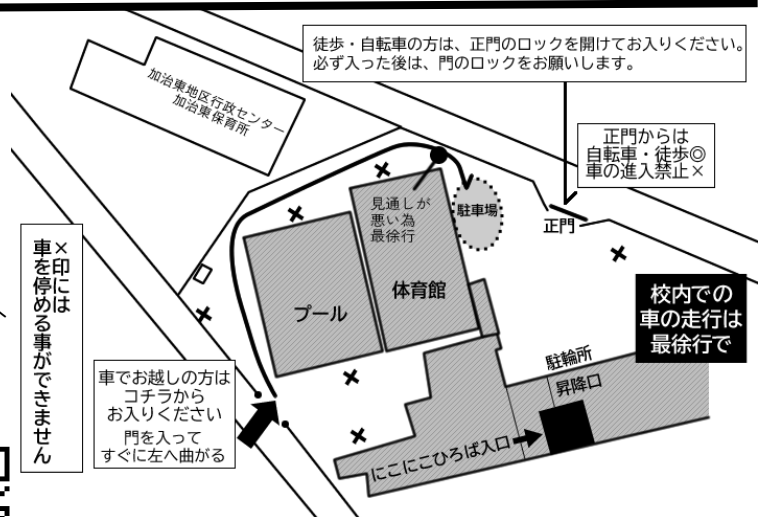 徒歩・自転車の方は、正門のロックを開けてお入りください。
必ず入った後は、門のロックをお願いします。
加治東地区行政センター
加治東保育所
正門からは
自転車・徒歩◎
車の進入禁止×
見通しが
悪い為
最徐行
駐車場
正門
×印には
車を停める事ができません
プール
体育館
校内での
車の走行は
最徐行で
車でお越しの方は
コチラから
お入りください
門を入って
すぐに左へ曲がる
駐輪所
昇降口
にこにこひろば入口